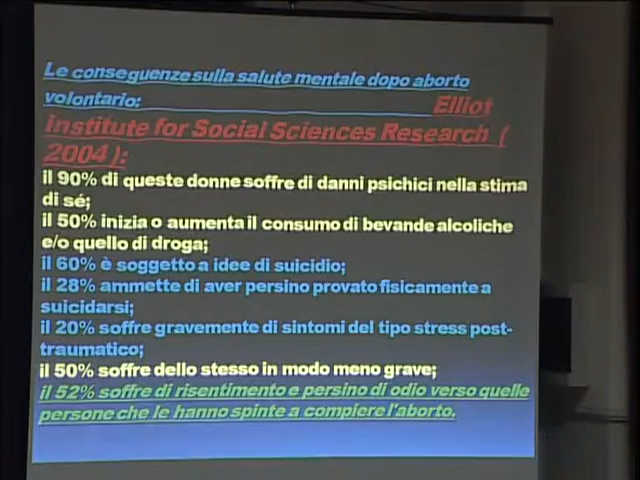 Le conseguenze sulla salute mentale dopo aborto
volontario: Elliot
Institute for Social Sciences Research (
2004 ):
il 90% di queste donne soffre di danni psichici nella stima
di sé;
il 50% inizia o aumenta il consumo di bevande alcoliche
e/o quello di droga;
il 60% è soggetto a idee di suicidio;
il 28% ammette di aver persino provato fisicamente a
suicidarsi;
il 20% soffre gravemente di sintomi del tipo stress post-
traumatico;
il 50% soffre dello stesso in modo meno grave;
il 52% soffre di risentimento e persino di odio verso quelle
persone che le hanno spinte a compiere l'aborto.